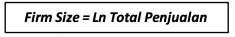 Firm Size = Ln Total Penjualan